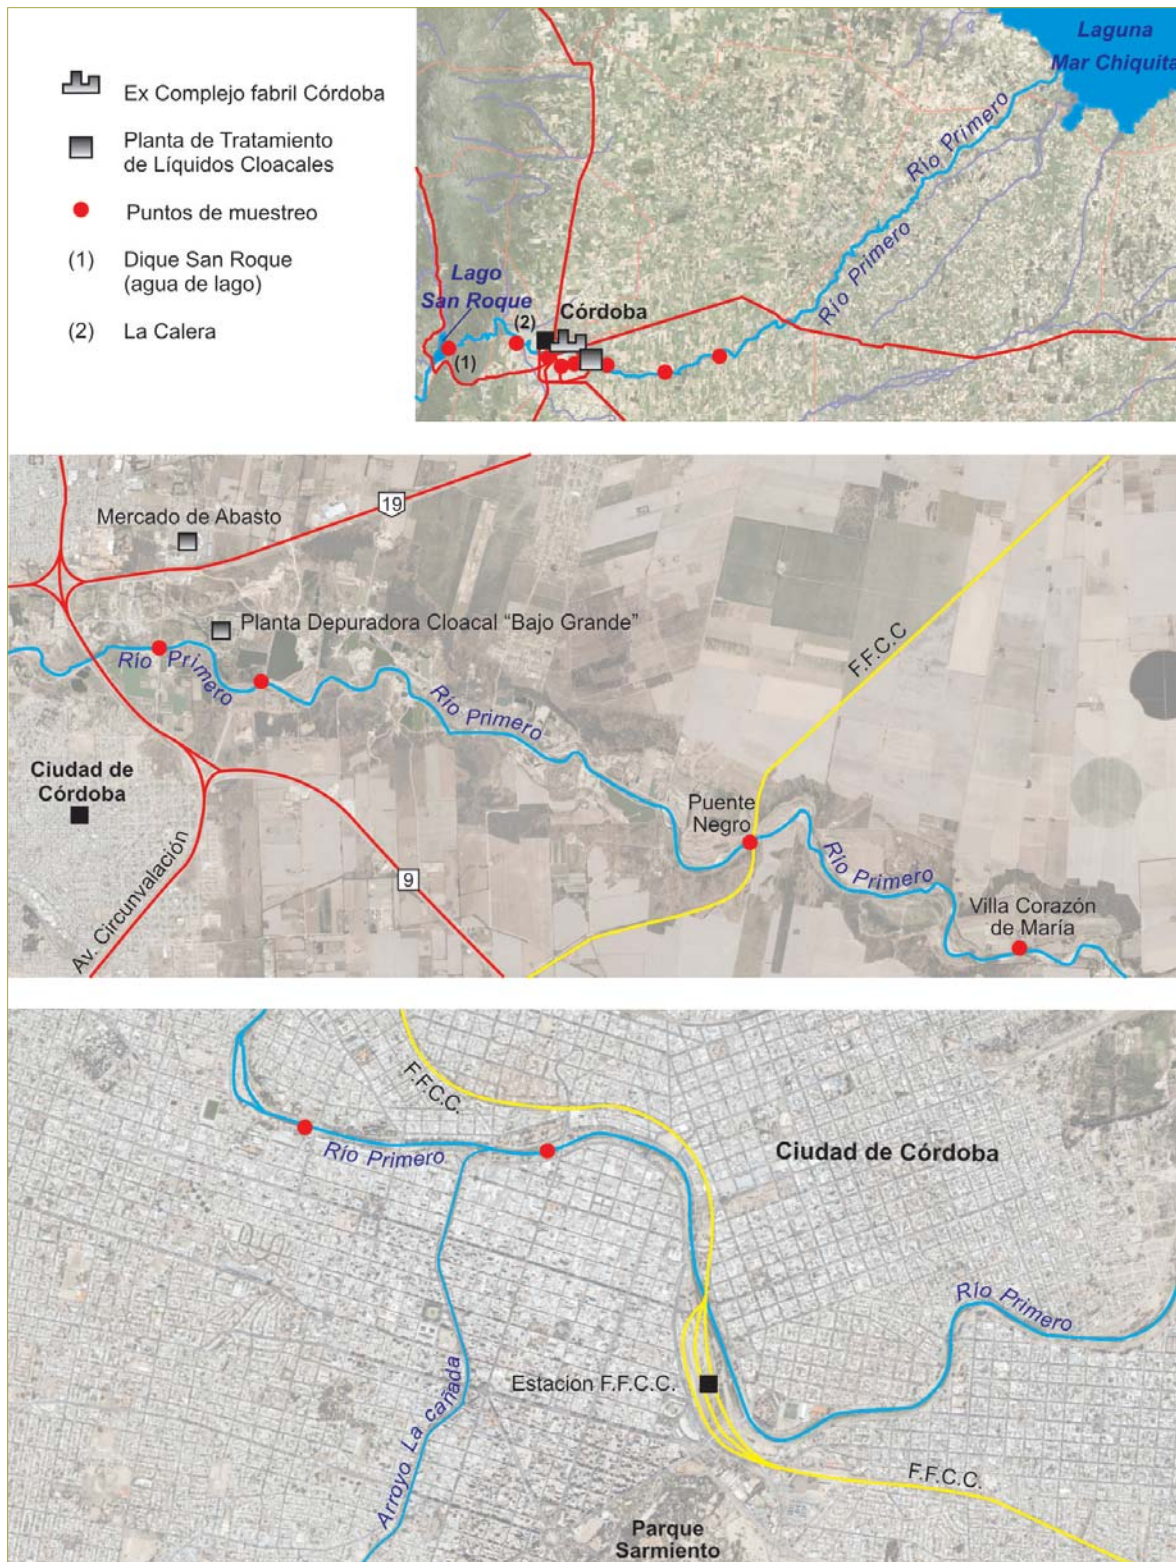 Ex Complejo fabril Córdoba
Planta de Tratamiento
de Líquidos Cloacales
Puntos de muestreo
(1) Dique San Roque
(agua de lago)
(2) La Calera
Laguna
Mar Chiquita
Río Primero
Río Primero
Lago
San Roque
(2)
Córdoba
(1)
19
Mercado de Abasto
Planta Depuradora Cloacal “Bajo Grande”
Río Primero
F.F.C.C
Río Primero
Ciudad de
Córdoba
Puente
Negro
Río Primero
Av. Circunvalación
9
Villa Corazón
de María
F.F.C.C.
Río Primero
Ciudad de Córdoba
Río Primero
Estación F.F.C.C.
Arroyo La cañada
F.F.C.C.
Parque
Sarmiento